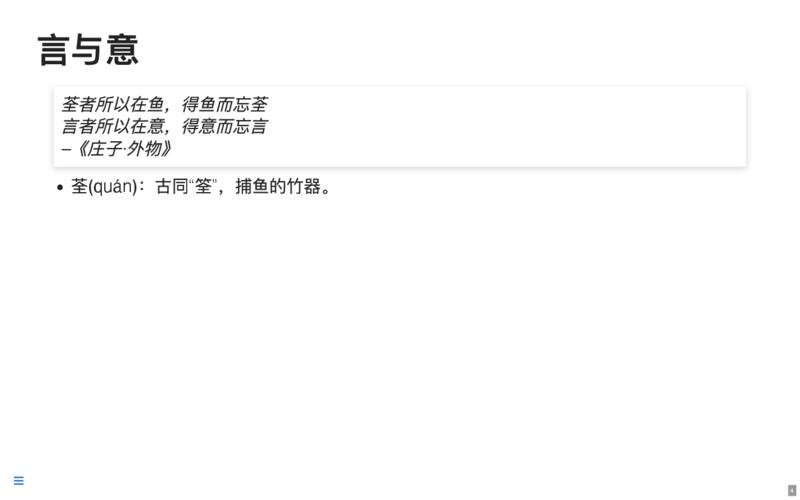 言与意
荃者所以在鱼，得鱼而忘荃
言者所以在意，得意而忘言
–《庄子·外物》
• 荃(quán)：古同“筌”，捕鱼的竹器。
4